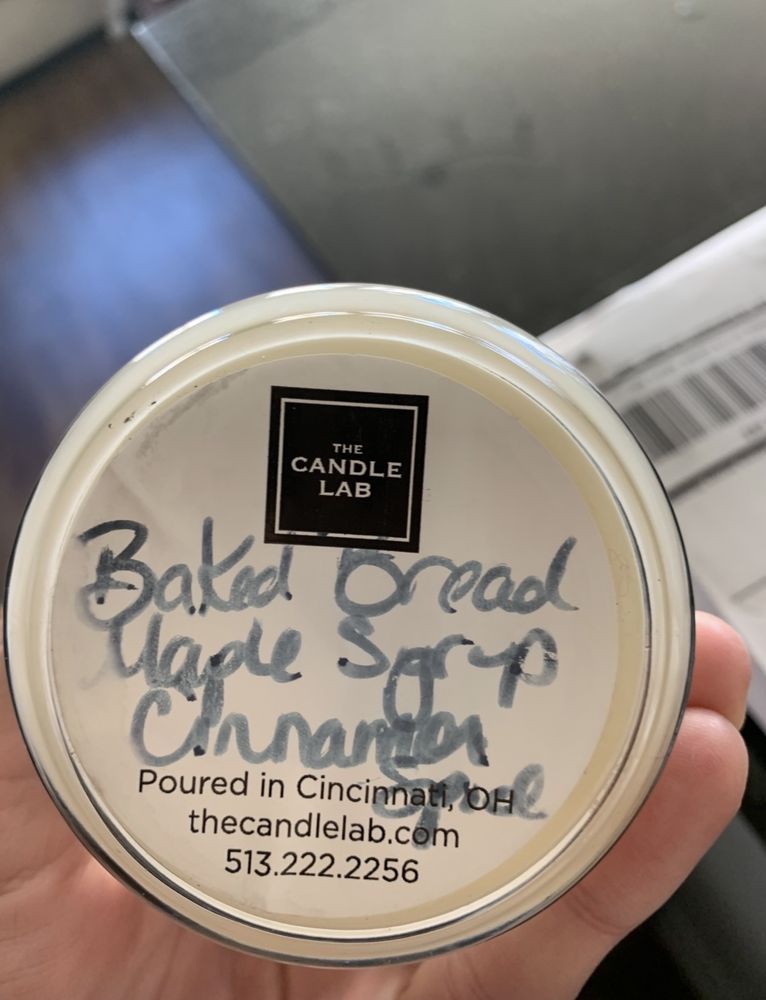 THE
CANDLE
LAB
Baked Bread
Maple Syrup
Cinnamon
Spice
Poured in Cincinnati, OH
thecandlelab.com
513.222.2256